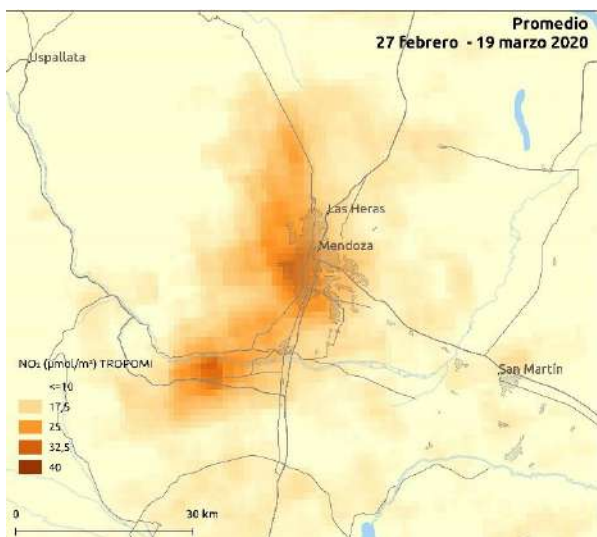 Promedio
27 febrero - 19 marzo 2020
Uspallata
Las Heras
Mendoza
San Martín
NO₂ (μmol/m²) TROPOMI
<=10
17,5
25
32,5
40
0 30 km